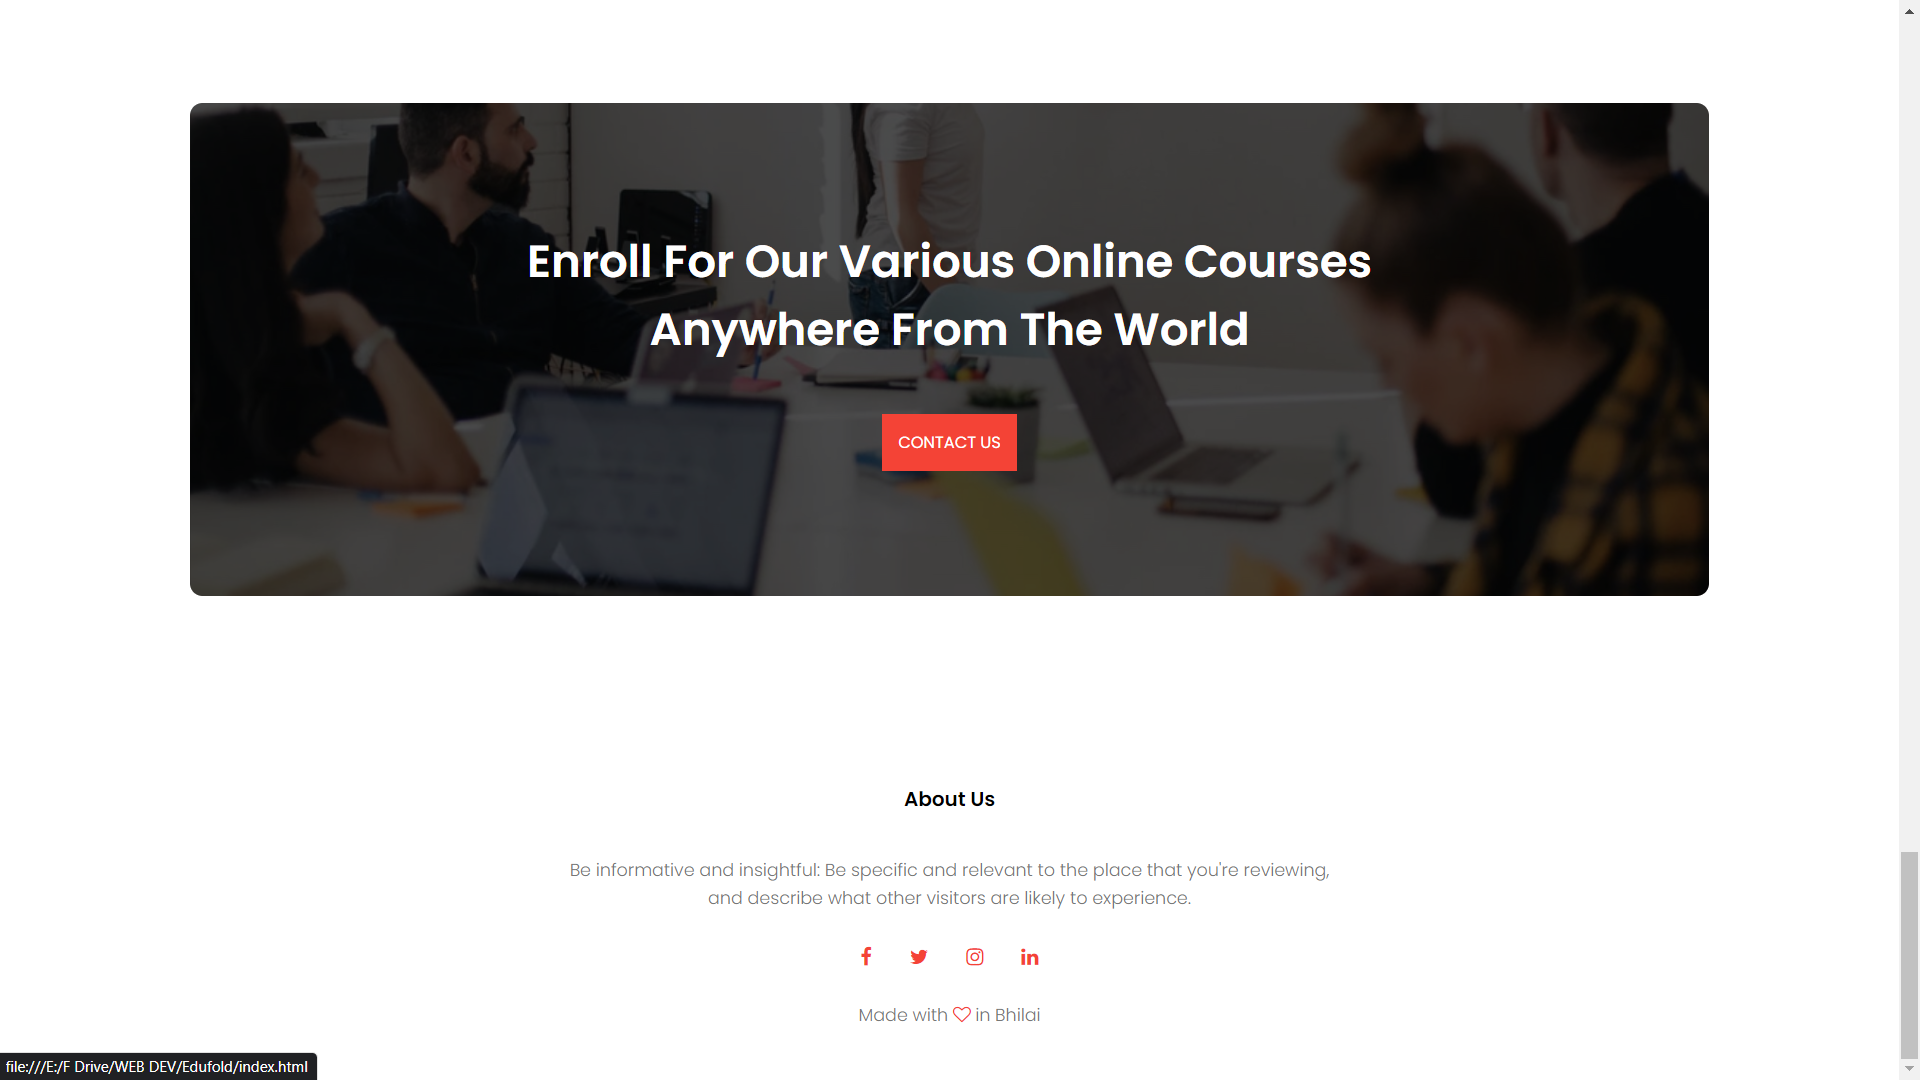 Enroll For Our Various Online Courses
Anywhere From The World
CONTACT US
About Us
Be informative and insightful: Be specific and relevant to the place that you're reviewing,
and describe what other visitors are likely to experience.
Made with ♡ in Bhilai
file:///E:/F Drive/WEB DEV/Edufold/index.html